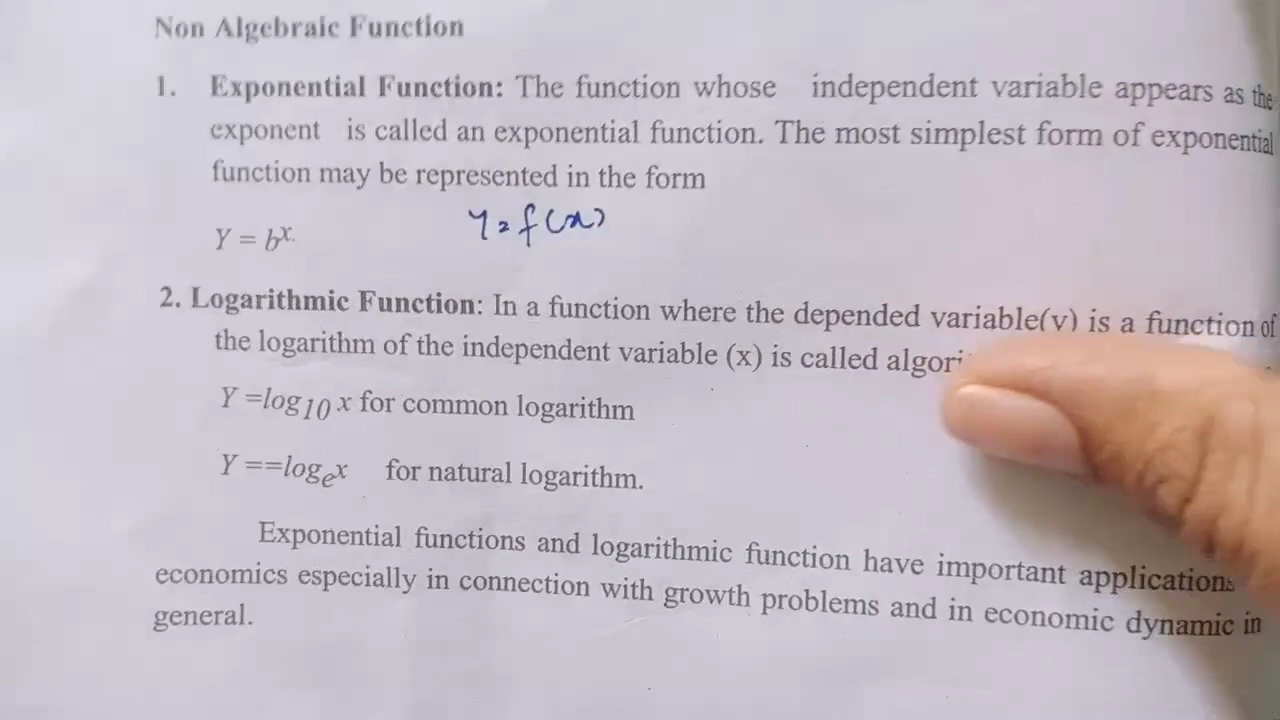 Non Algebraic Function
1. Exponential Function: The function whose independent variable appears as the
exponent is called an exponential function. The most simplest form of exponential
function may be represented in the form
Y = f(x)
Y = bˣ.
2. Logarithmic Function: In a function where the depended variable(v) is a function of
the logarithm of the independent variable (x) is called
Y =log₁₀ x for common logarithm
Y ==logₑx for natural logarithm.
Exponential functions and logarithmic function have important applications
economics especially in connection with growth problems and in economic dynamic in
general.